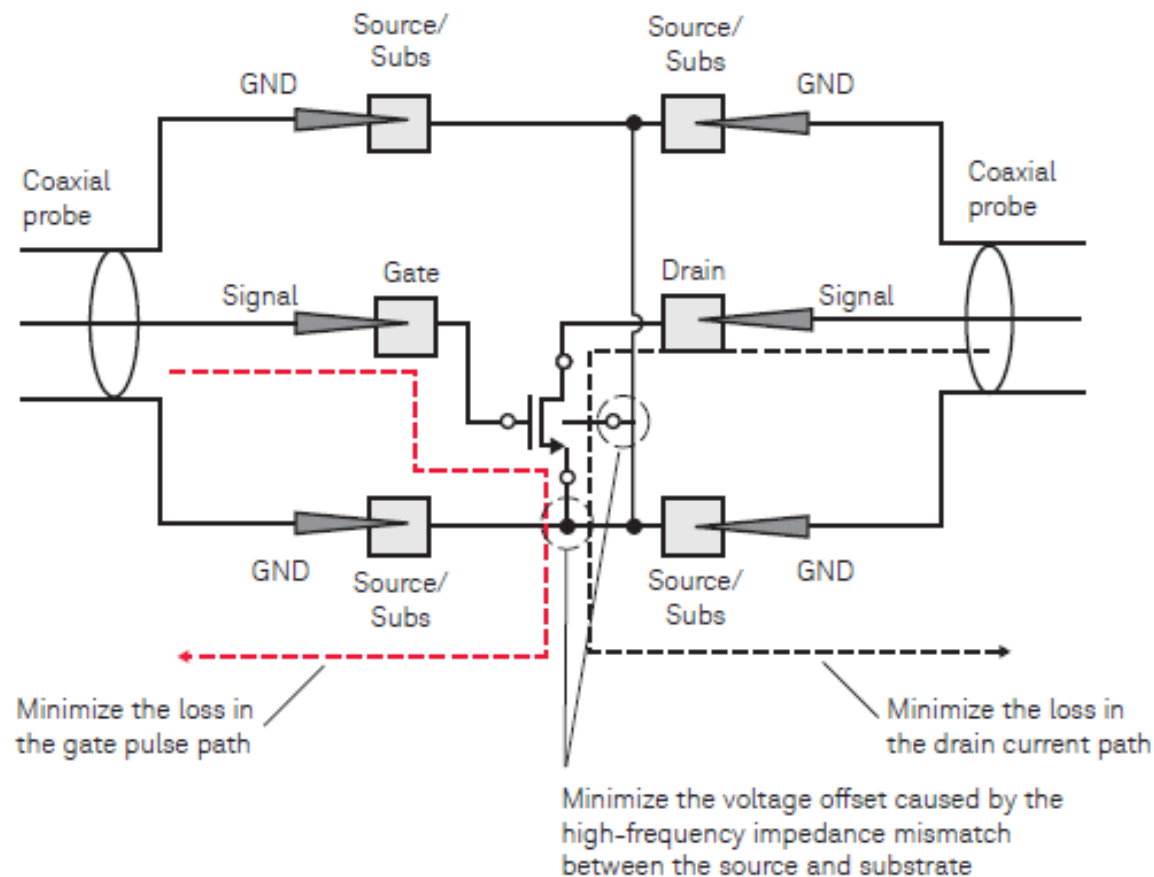 Source/
Subs
Source/
Subs
GND
GND
Coaxial
probe
Coaxial
probe
Gate
Drain
Signal
Signal
GND
Source/
Subs
Source/
Subs
GND
Minimize the loss in
the gate pulse path
Minimize the loss in
the drain current path
Minimize the voltage offset caused by the
high-frequency impedance mismatch
between the source and substrate